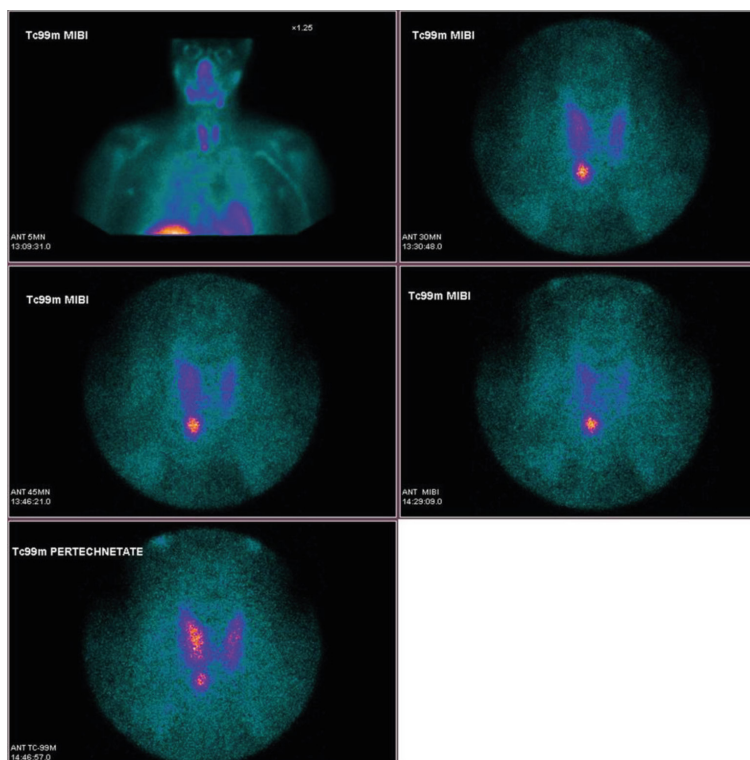 Tc99m MIBI
×1.25
ANT 5MN
13:09:31.0
Tc99m MIBI
ANT 30MN
13:30:48.0
Tc99m MIBI
ANT 45MN
13:46:21.0
Tc99m MIBI
ANT MIBI
14:29:09.0
Tc99m PERTECHNETATE
ANT TC-99M
14:46:57.0